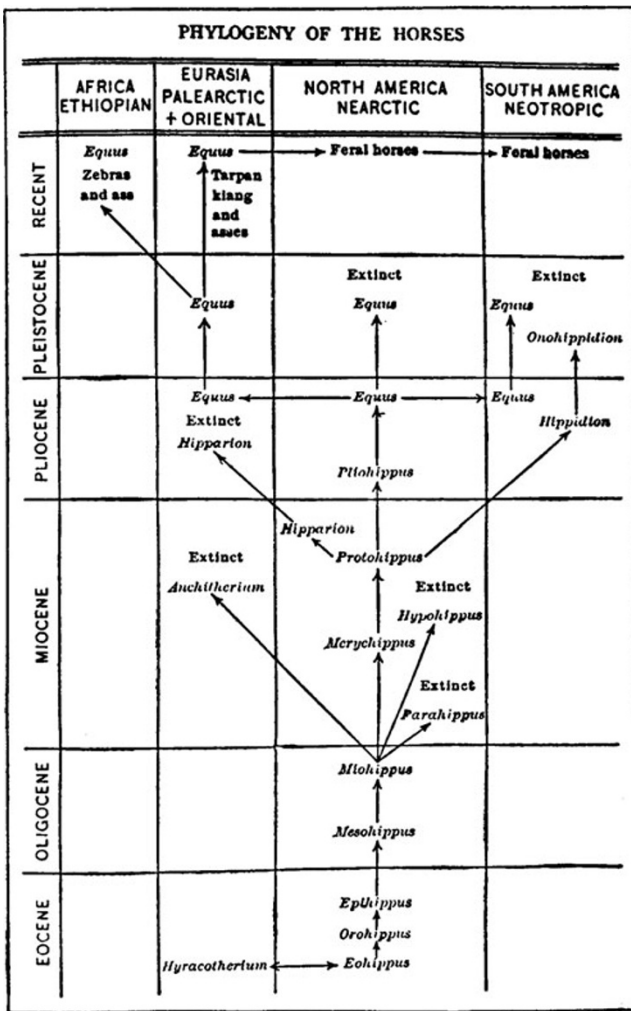 PHYLOGENY OF THE HORSES
AFRICA
ETHIOPIAN
EURASIA
PALEARCTIC
+ ORIENTAL
NORTH AMERICA
NEARCTIC
SOUTH AMERICA
NEOTROPIC
RECENT
Equus
Zebras
and ass
Equus
Tarpan
kiang
and
asses
Feral horses
Feral horses
PLEISTOCENE
Equus
Extinct
Equus
Extinct
Equus
Onohippidion
PLIOCENE
Equus
Extinct
Hipparion
Equus
Pliohippus
Equus
Hippidion
MIOCENE
Extinct
Anchitherium
Hipparion
Protohippus
Extinct
Hypohippus
Merychippus
Extinct
Parahippus
OLIGOCENE
Miohippus
Mesohippus
EOCENE
Epihippus
Orohippus
Hyracotherium
Eohippus